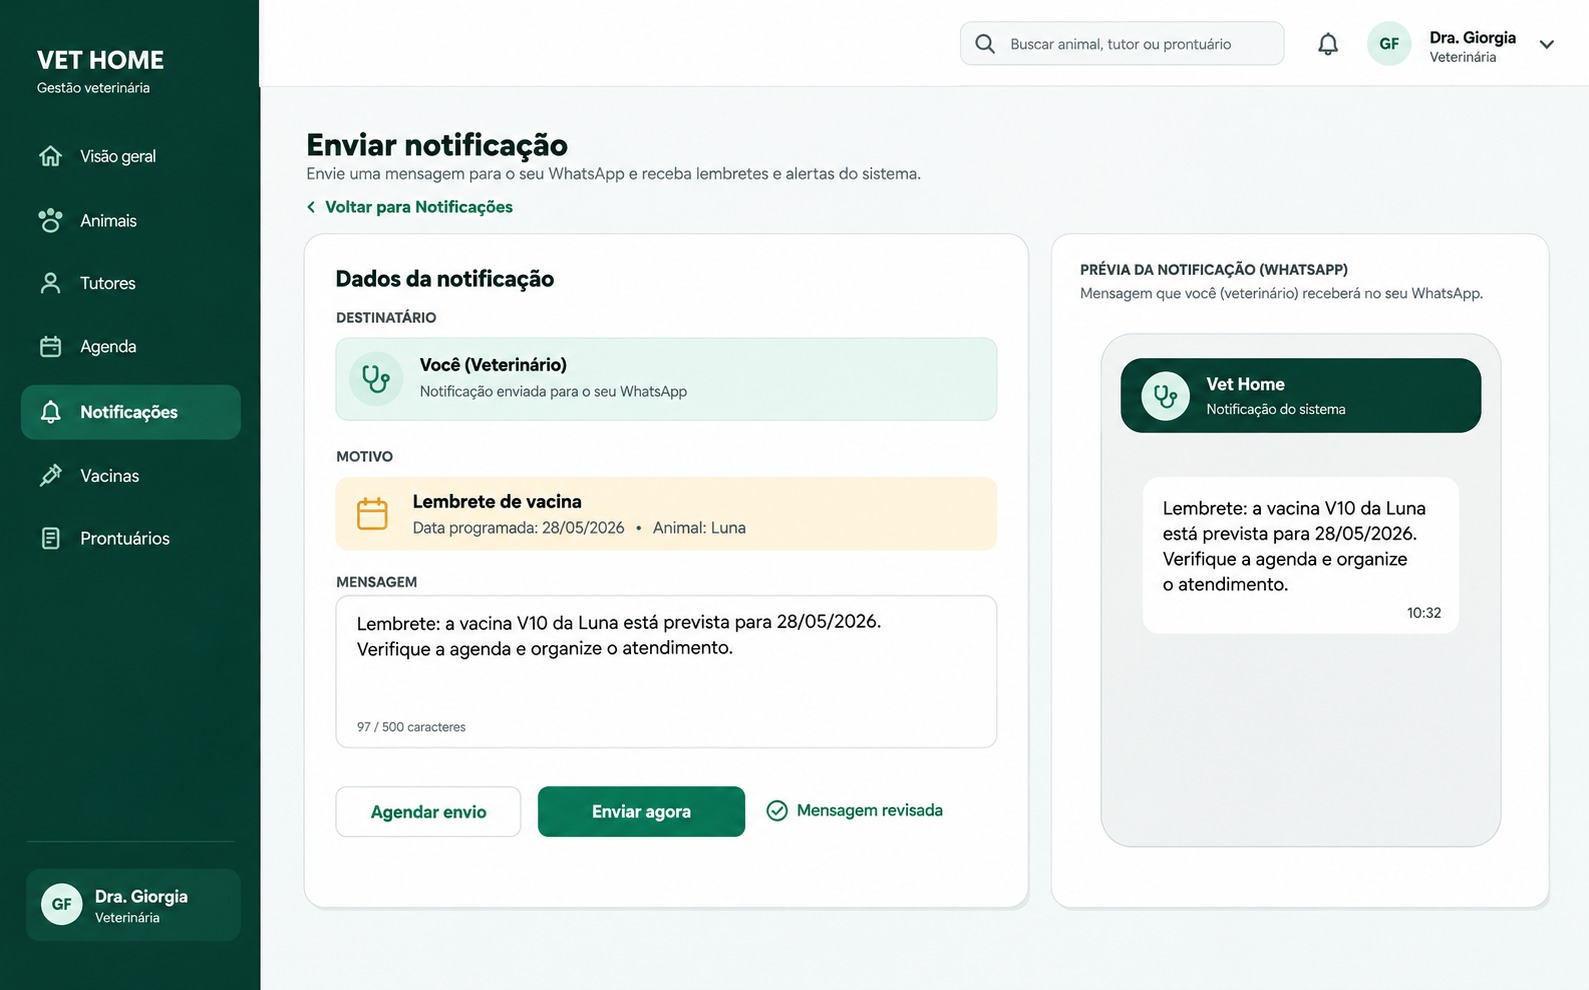 VET HOME
Gestão veterinária
Visão geral
Animais
Tutores
Agenda
Notificações
Vacinas
Prontuários
GF
Dra. Giorgia
Veterinária
Buscar animal, tutor ou prontuário
GF
Dra. Giorgia
Veterinária
Enviar notificação
Envie uma mensagem para o seu WhatsApp e receba lembretes e alertas do sistema.
Voltar para Notificações
Dados da notificação
DESTINATÁRIO
Você (Veterinário)
Notificação enviada para o seu WhatsApp
MOTIVO
Lembrete de vacina
Data programada: 28/05/2026 • Animal: Luna
MENSAGEM
Lembrete: a vacina V10 da Luna está prevista para 28/05/2026.
Verifique a agenda e organize o atendimento.
97 / 500 caracteres
Agendar envio
Enviar agora
Mensagem revisada
PRÉVIA DA NOTIFICAÇÃO (WHATSAPP)
Mensagem que você (veterinário) receberá no seu WhatsApp.
Vet Home
Notificação do sistema
Lembrete: a vacina V10 da Luna
está prevista para 28/05/2026.
Verifique a agenda e organize
o atendimento.
10:32